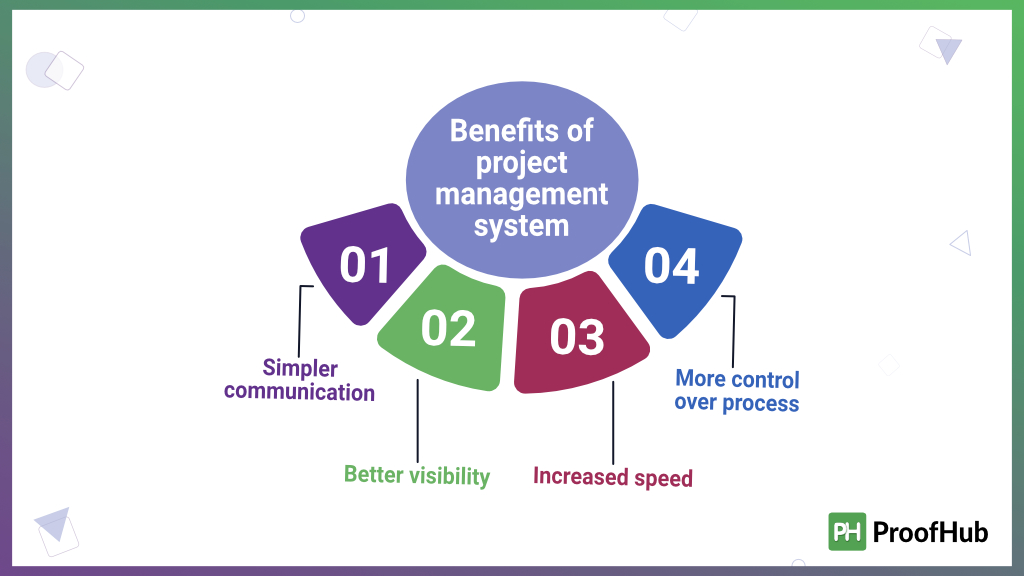 Benefits of
project
management
system
01
02
03
04
Simpler
communication
Better visibility
Increased speed
More control
over process
PH ProofHub